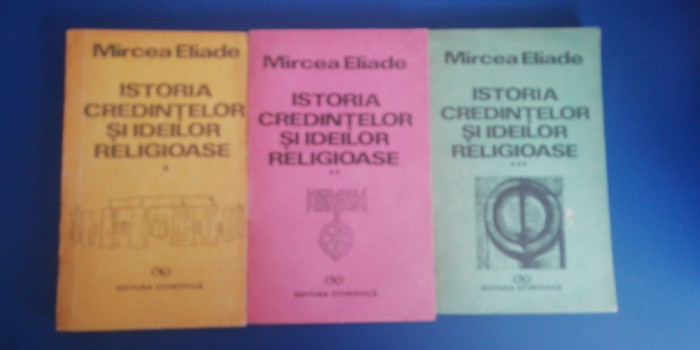 Mircea Eliade
ISTORIA
CREDINȚELOR
ȘI IDEILOR
RELIGIOASE
*
EDITURA ȘTIINȚIFICĂ
Mircea Eliade
ISTORIA
CREDINȚELOR
ȘI IDEILOR
RELIGIOASE
**
EDITURA ȘTIINȚIFICĂ
Mircea Eliade
ISTORIA
CREDINȚELOR
ȘI IDEILOR
RELIGIOASE
***
EDITURA ȘTIINȚIFICĂ